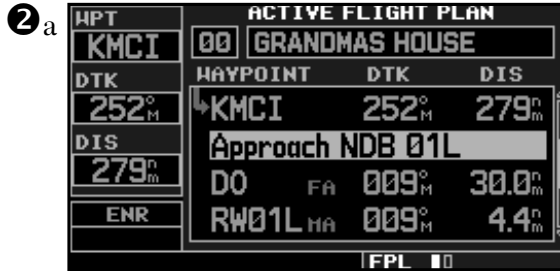 ❷a
WPT
KMCI
DTK
252°M
DIS
279nm
ENR
ACTIVE FLIGHT PLAN
00 GRANDMAS HOUSE
WAYPOINT DTK DIS
KMCI 252°M 279nm
Approach NDB 01L
DO FA 009°M 30.0nm
RW01L MA 009°M 4.4nm
FPL